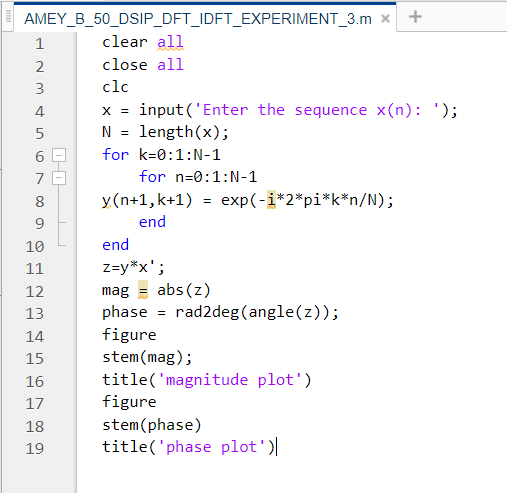 AMEY_B_50_DSIP_DFT_IDFT_EXPERIMENT_3.m × +
1 clear all
2 close all
3 clc
4 x = input('Enter the sequence x(n): ');
5 N = length(x);
6 for k=0:1:N-1
7 for n=0:1:N-1
8 y(n+1,k+1) = exp(-i*2*pi*k*n/N);
9 end
10 end
11 z=y*x';
12 mag = abs(z)
13 phase = rad2deg(angle(z));
14 figure
15 stem(mag);
16 title('magnitude plot')
17 figure
18 stem(phase)
19 title('phase plot')